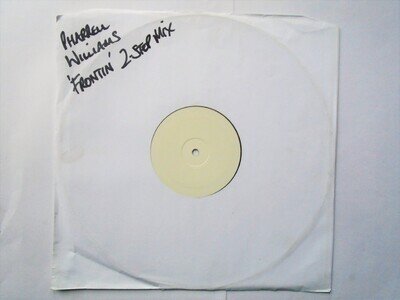 PHARRELL
WILLIAMS
'FRONTIN' 2-STEP MIX